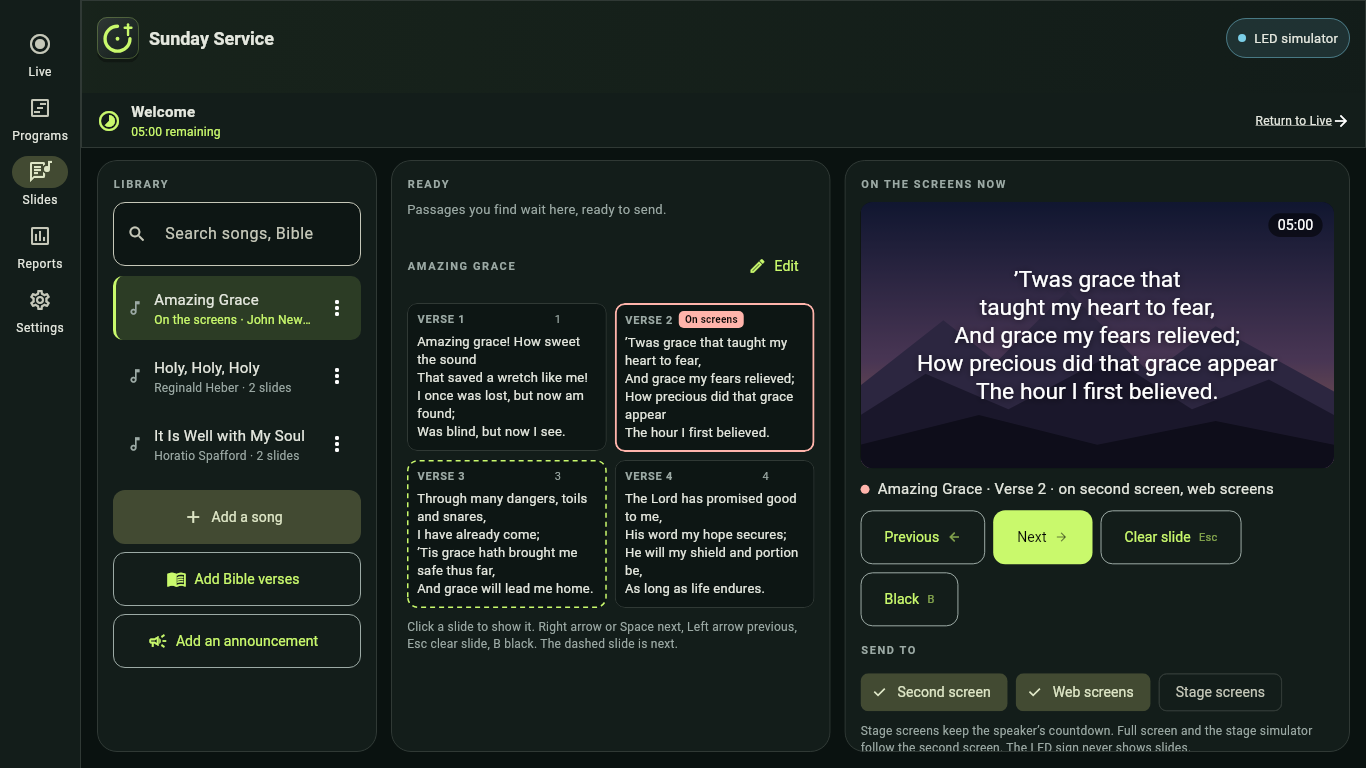 Live
Programs
Slides
Reports
Settings
Sunday Service
LED simulator
Welcome
05:00 remaining
Return to Live
LIBRARY
Search songs, Bible
Amazing Grace
On the screens · John New…
Holy, Holy, Holy
Reginald Heber · 2 slides
It Is Well with My Soul
Horatio Spafford · 2 slides
Add a song
Add Bible verses
Add an announcement
READY
Passages you find wait here, ready to send.
AMAZING GRACE
Edit
VERSE 1 1
Amazing grace! How sweet
the sound
That saved a wretch like me!
I once was lost, but now am
found;
Was blind, but now I see.
VERSE 2 On screens
’Twas grace that taught my
heart to fear,
And grace my fears relieved;
How precious did that grace
appear
The hour I first believed.
VERSE 3 3
Through many dangers, toils
and snares,
I have already come;
’Tis grace hath brought me
safe thus far,
And grace will lead me home.
VERSE 4 4
The Lord has promised good
to me,
His word my hope secures;
He will my shield and portion
be,
As long as life endures.
Click a slide to show it. Right arrow or Space next, Left arrow previous,
Esc clear slide, B black. The dashed slide is next.
ON THE SCREENS NOW
05:00
’Twas grace that
taught my heart to fear,
And grace my fears relieved;
How precious did that grace appear
The hour I first believed.
Amazing Grace · Verse 2 · on second screen, web screens
Previous ←
Next →
Clear slide Esc
Black B
SEND TO
Second screen
Web screens
Stage screens
Stage screens keep the speaker’s countdown. Full screen and the stage simulator
follow the second screen. The LED sign never shows slides.